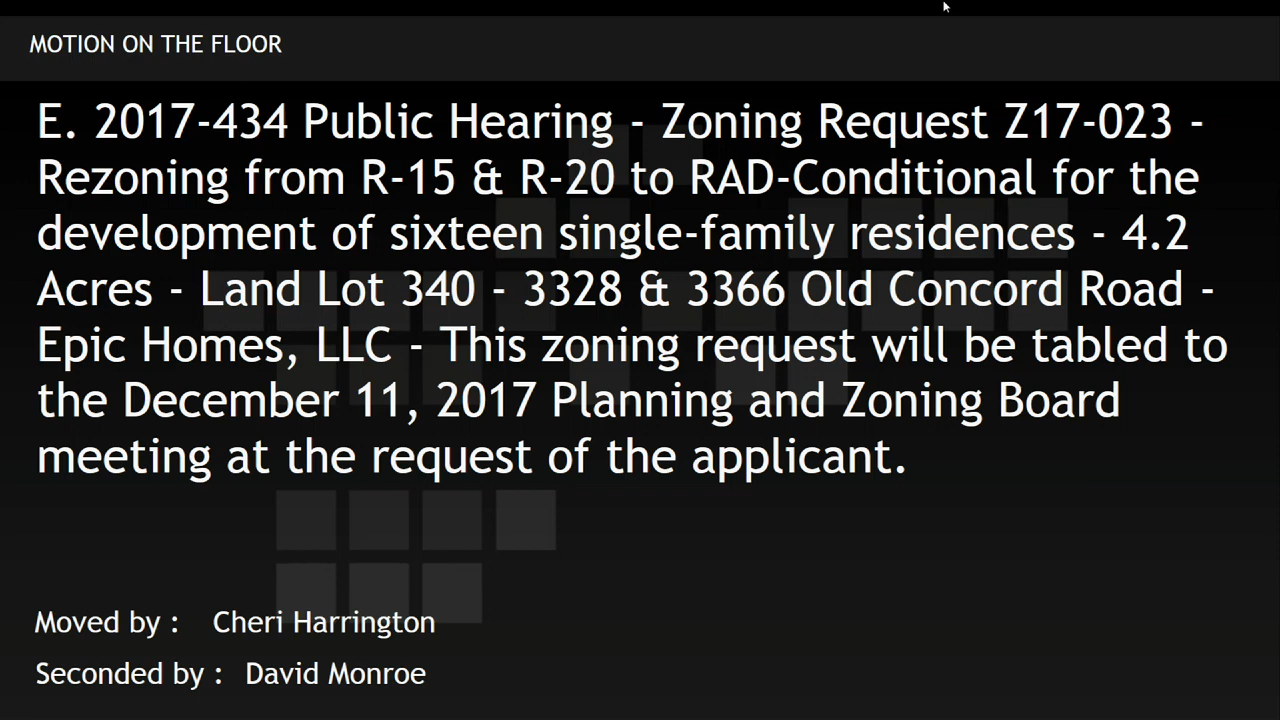 MOTION ON THE FLOOR
E. 2017-434 Public Hearing - Zoning Request Z17-023 -
Rezoning from R-15 & R-20 to RAD-Conditional for the
development of sixteen single-family residences - 4.2
Acres - Land Lot 340 - 3328 & 3366 Old Concord Road -
Epic Homes, LLC - This zoning request will be tabled to
the December 11, 2017 Planning and Zoning Board
meeting at the request of the applicant.
Moved by : Cheri Harrington
Seconded by : David Monroe